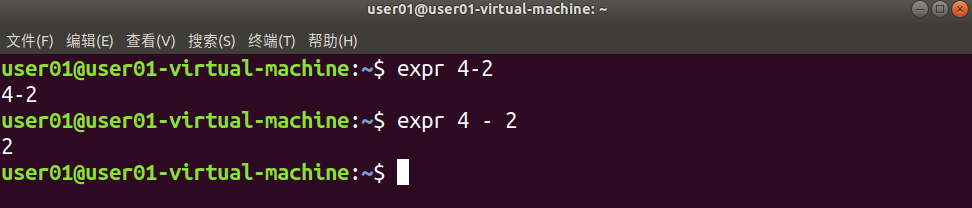 user01@user01-virtual-machine: ~
文件(F) 编辑(E) 查看(V) 搜索(S) 终端(T) 帮助(H)
user01@user01-virtual-machine:~$ expr 4-2
4-2
user01@user01-virtual-machine:~$ expr 4 - 2
2
user01@user01-virtual-machine:~$